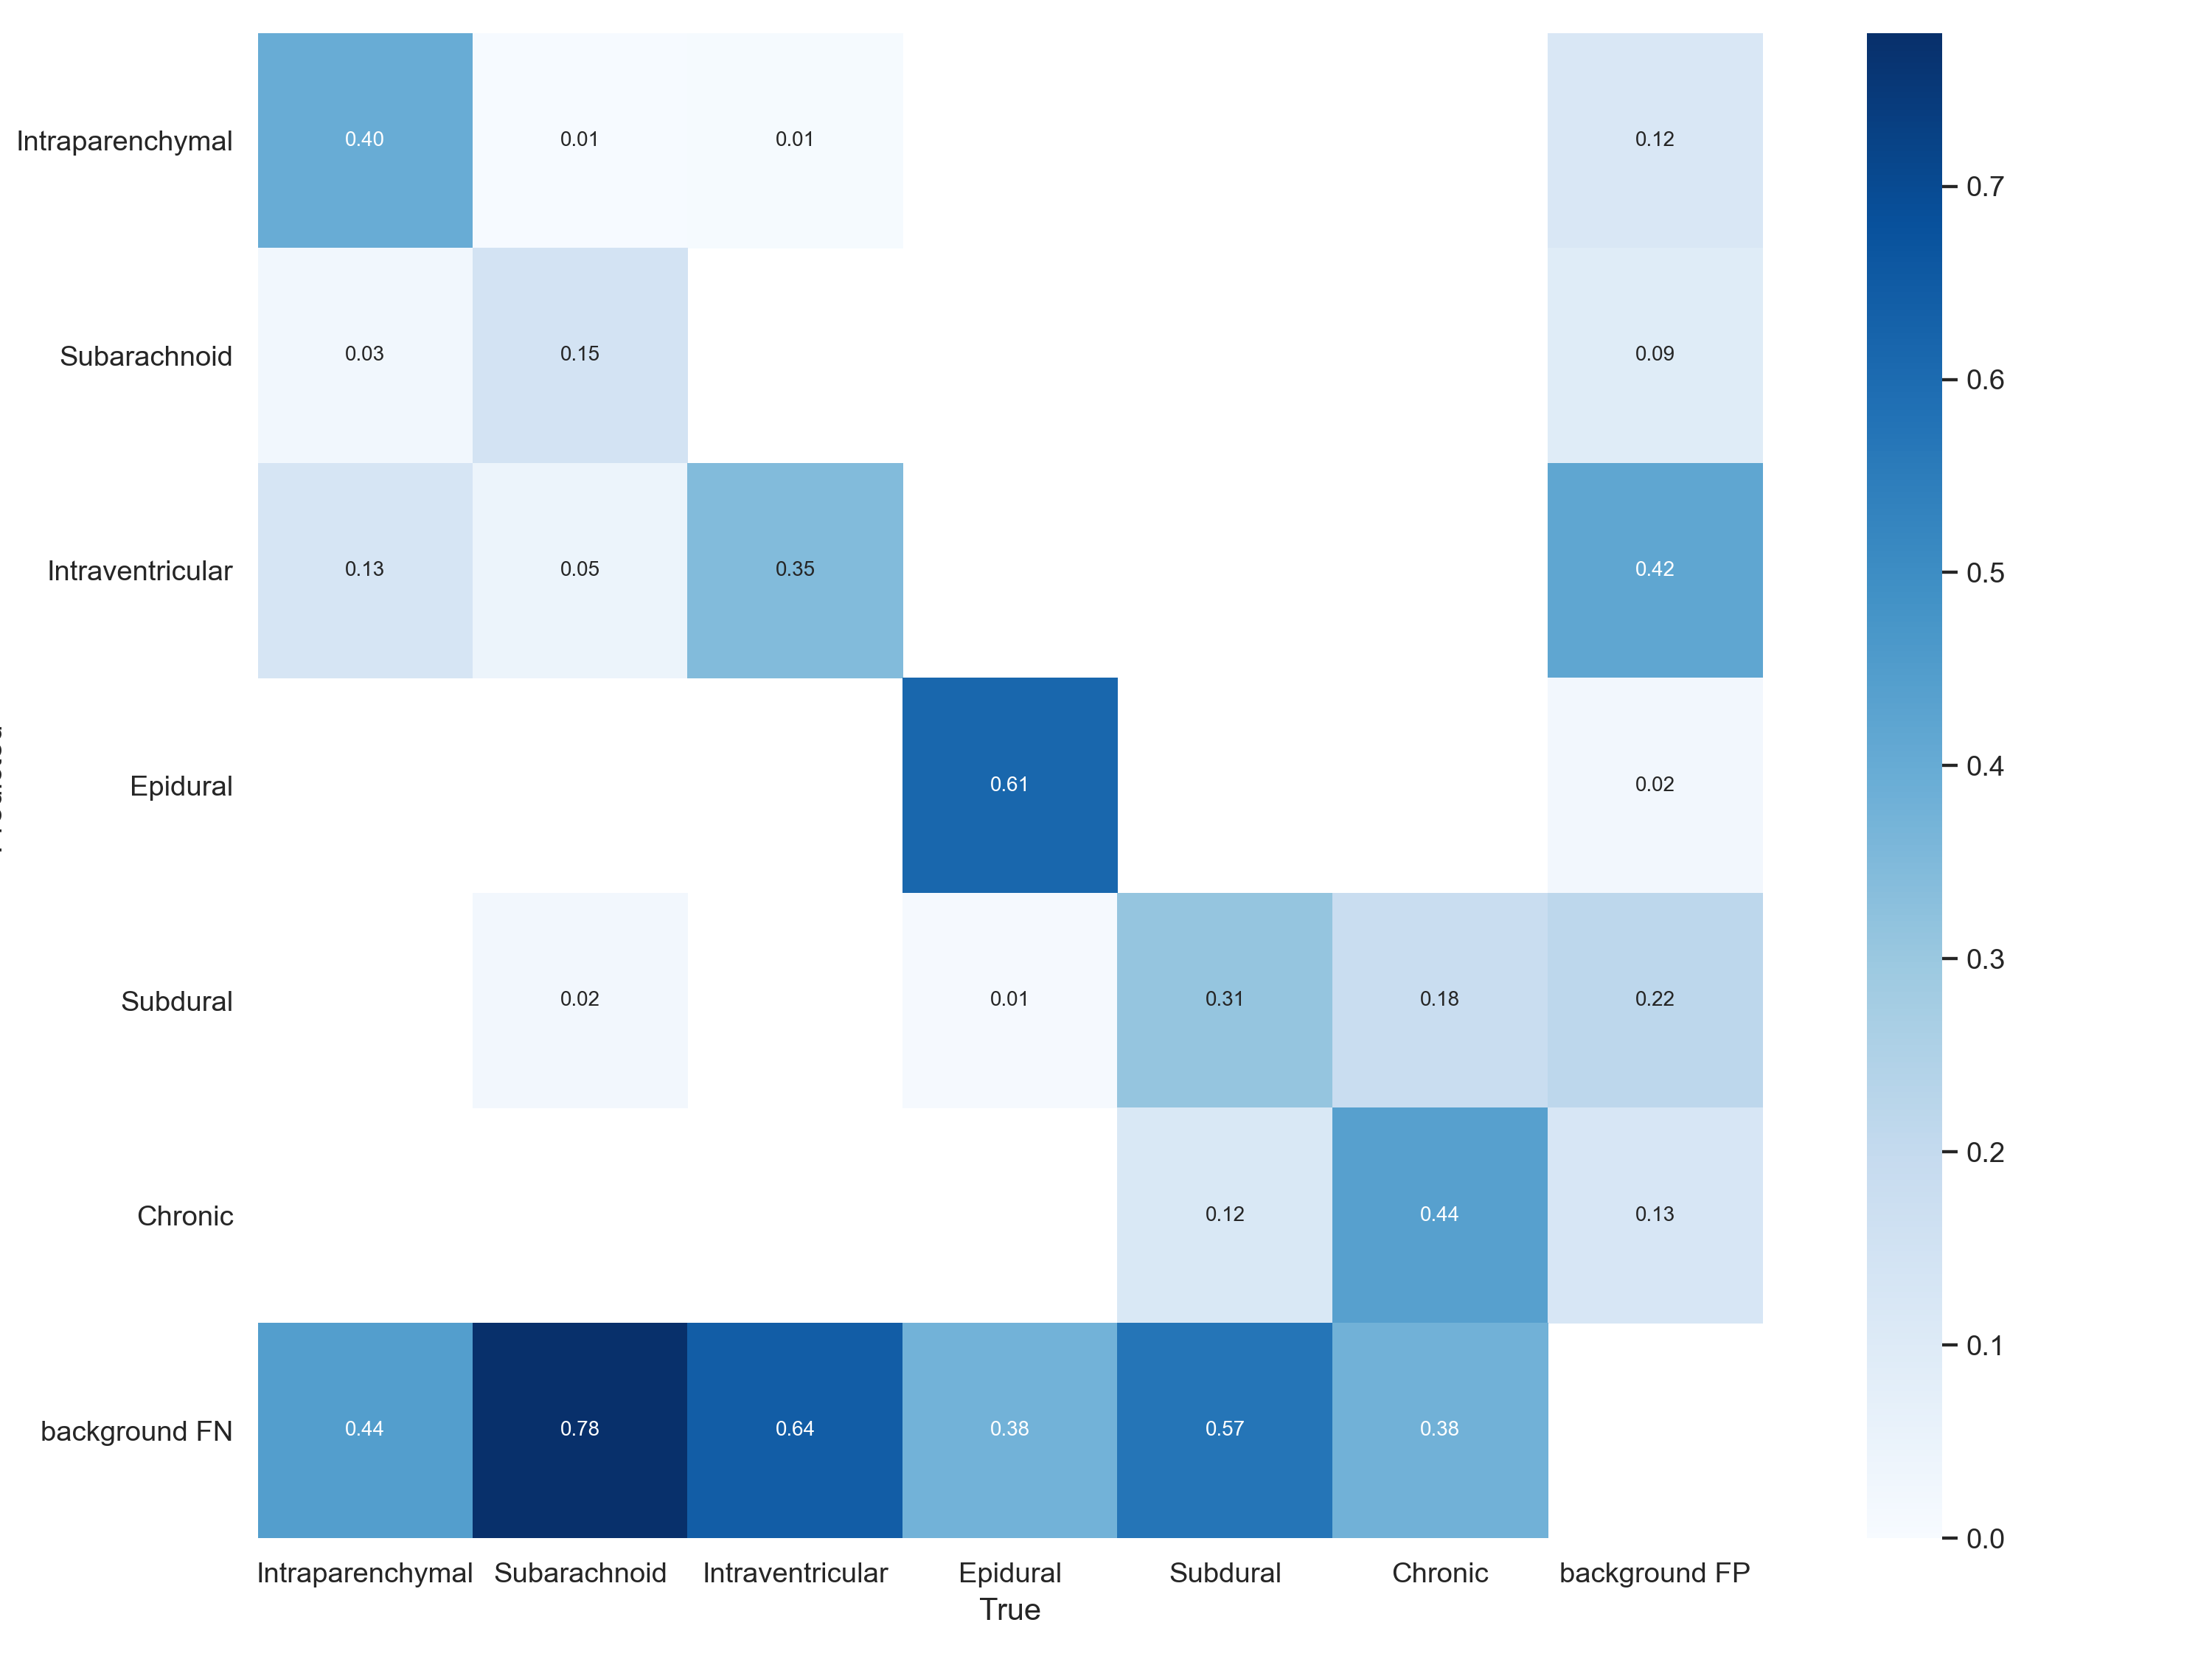 Intraparenchymal 0.40 0.01 0.01 0.12
0.7
0.6
Subarachnoid 0.03 0.15 0.09
Intraventricular 0.13 0.05 0.35 0.42
0.5
0.4
Epidural 0.61 0.02
0.3
Subdural 0.02 0.01 0.31 0.18 0.22
0.2
Chronic 0.12 0.44 0.13
0.1
background FN 0.44 0.78 0.64 0.38 0.57 0.38
0.0
Intraparenchymal Subarachnoid Intraventricular Epidural Subdural Chronic background FP
True